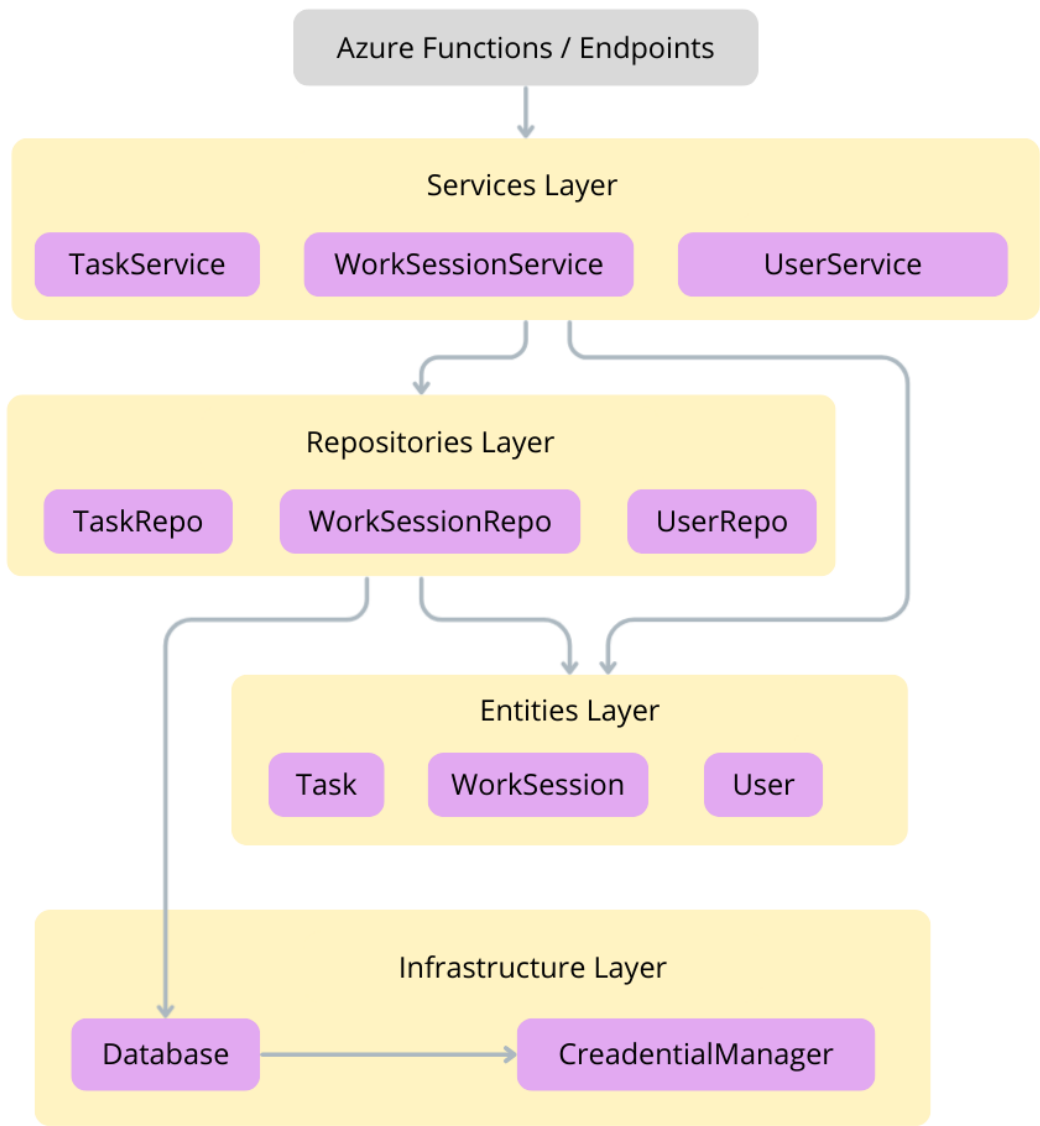 Azure Functions / Endpoints
Services Layer
TaskService
WorkSessionService
UserService
Repositories Layer
TaskRepo
WorkSessionRepo
UserRepo
Entities Layer
Task
WorkSession
User
Infrastructure Layer
Database
CreadentialManager